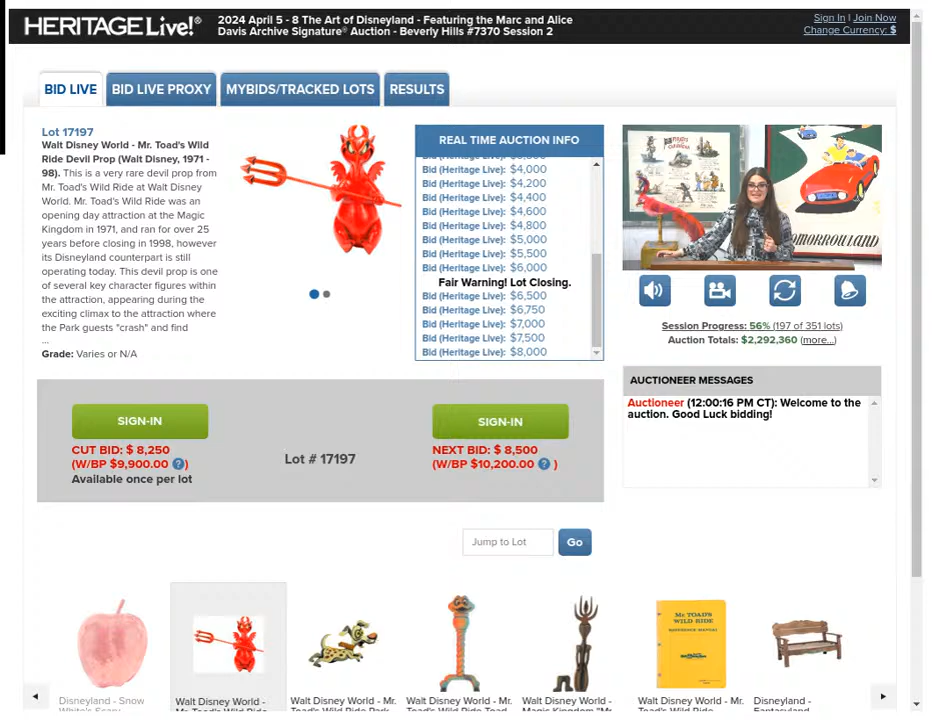 HERITAGE Live!®
2024 April 5 - 8 The Art of Disneyland - Featuring the Marc and Alice
Davis Archive Signature® Auction - Beverly Hills #7370 Session 2
Sign In | Join Now
Change Currency: $
BID LIVE
BID LIVE PROXY
MYBIDS/TRACKED LOTS
RESULTS
Lot 17197
Walt Disney World - Mr. Toad's Wild
Ride Devil Prop (Walt Disney, 1971 -
98). This is a very rare devil prop from
Mr. Toad's Wild Ride at Walt Disney
World. Mr. Toad's Wild Ride was an
opening day attraction at the Magic
Kingdom in 1971, and ran for over 25
years before closing in 1998, however
its Disneyland counterpart is still
operating today. This devil prop is one
of several key character figures within
the attraction, appearing during the
exciting climax to the attraction where
the Park guests "crash" and find
...
Grade: Varies or N/A
REAL TIME AUCTION INFO
Bid (Heritage Live): $4,000
Bid (Heritage Live): $4,200
Bid (Heritage Live): $4,400
Bid (Heritage Live): $4,600
Bid (Heritage Live): $4,800
Bid (Heritage Live): $5,000
Bid (Heritage Live): $5,500
Bid (Heritage Live): $6,000
Fair Warning! Lot Closing.
Bid (Heritage Live): $6,500
Bid (Heritage Live): $6,750
Bid (Heritage Live): $7,000
Bid (Heritage Live): $7,500
Bid (Heritage Live): $8,000
Session Progress: 56% (197 of 351 lots)
Auction Totals: $2,292,360 (more...)
AUCTIONEER MESSAGES
Auctioneer (12:00:16 PM CT): Welcome to the
auction. Good Luck bidding!
SIGN-IN
CUT BID: $ 8,250
(W/BP $9,900.00 ?)
Available once per lot
Lot # 17197
SIGN-IN
NEXT BID: $ 8,500
(W/BP $10,200.00 ? )
Jump to Lot
Go
MR. TOAD'S
WILD RIDE
Disneyland - Snow
White's Scary
Walt Disney World -
Mr. Toad's Wild Ride
Walt Disney World - Mr.
Toad's Wild Ride Park
Walt Disney World - Mr.
Toad's Wild Ride Toad
Walt Disney World -
Magic Kingdom "Mr.
Walt Disney World - Mr.
Toad's Wild Ride
Disneyland -
Fantasyland